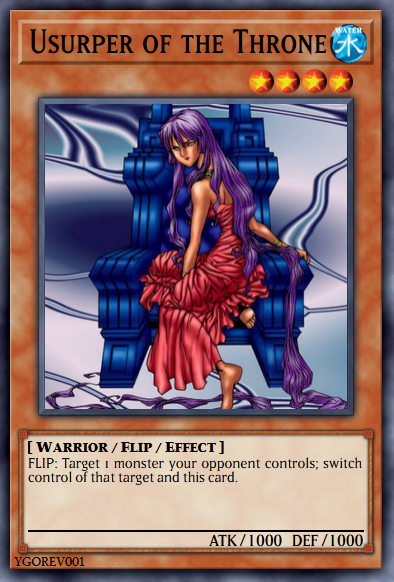 Usurper of the Throne
WATER
水
[ Warrior / Flip / Effect ]
FLIP: Target 1 monster your opponent controls; switch
control of that target and this card.
ATK / 1000 DEF / 1000
YGOREV001